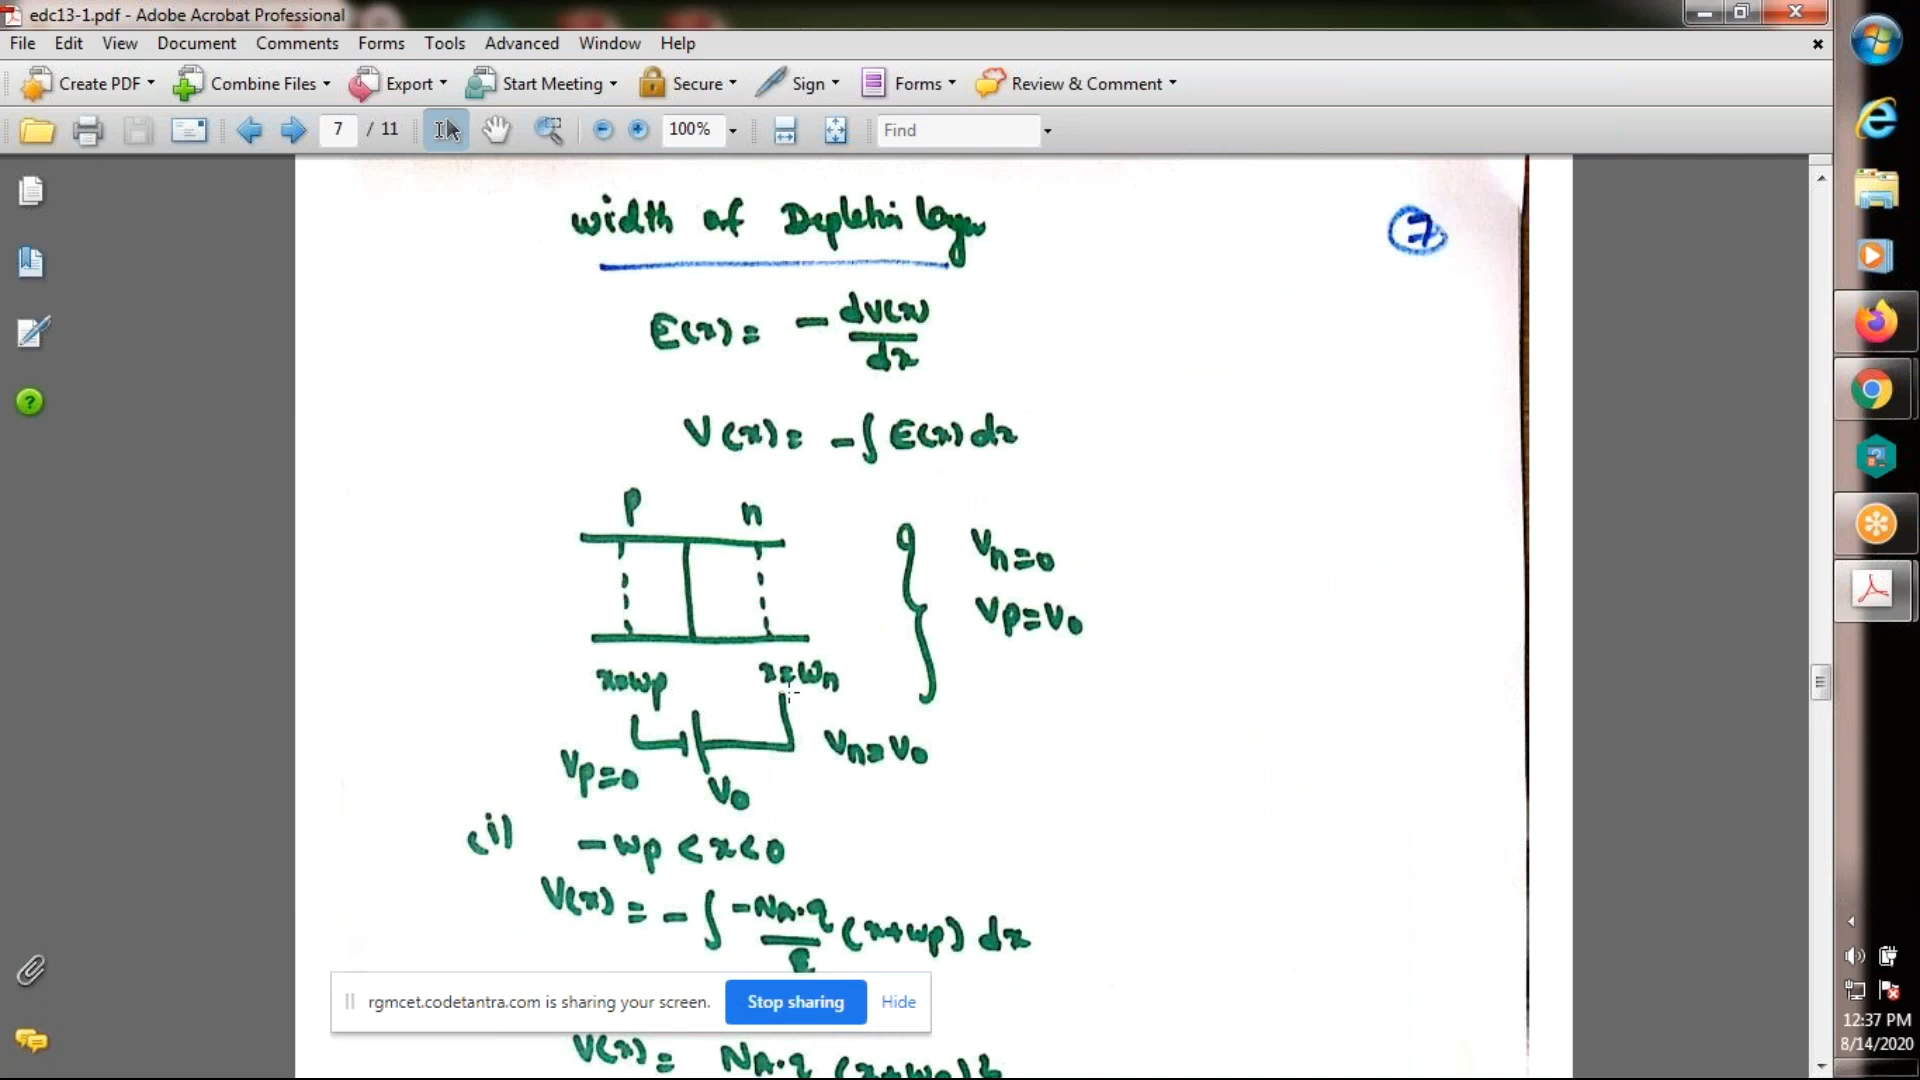 edc13-1.pdf - Adobe Acrobat Professional
File Edit View Document Comments Forms Tools Advanced Window Help
Create PDF Combine Files Export Start Meeting Secure Sign Forms Review & Comment
7 / 11 100% Find
width of Depletin layer
7
E(x) = - dV(x)/dx
V(x) = -∫ E(x) dx
p n
Vn=0
Vp=V0
x=wp x=Wn
Vn=V0
Vp=0
V0
(i) -wp < x < 0
V(x) = - ∫ -NA.q/ε (x+wp) dx
rgmcet.codetantra.com is sharing your screen. Stop sharing Hide
V(x) = NA.q
12:37 PM
8/14/2020